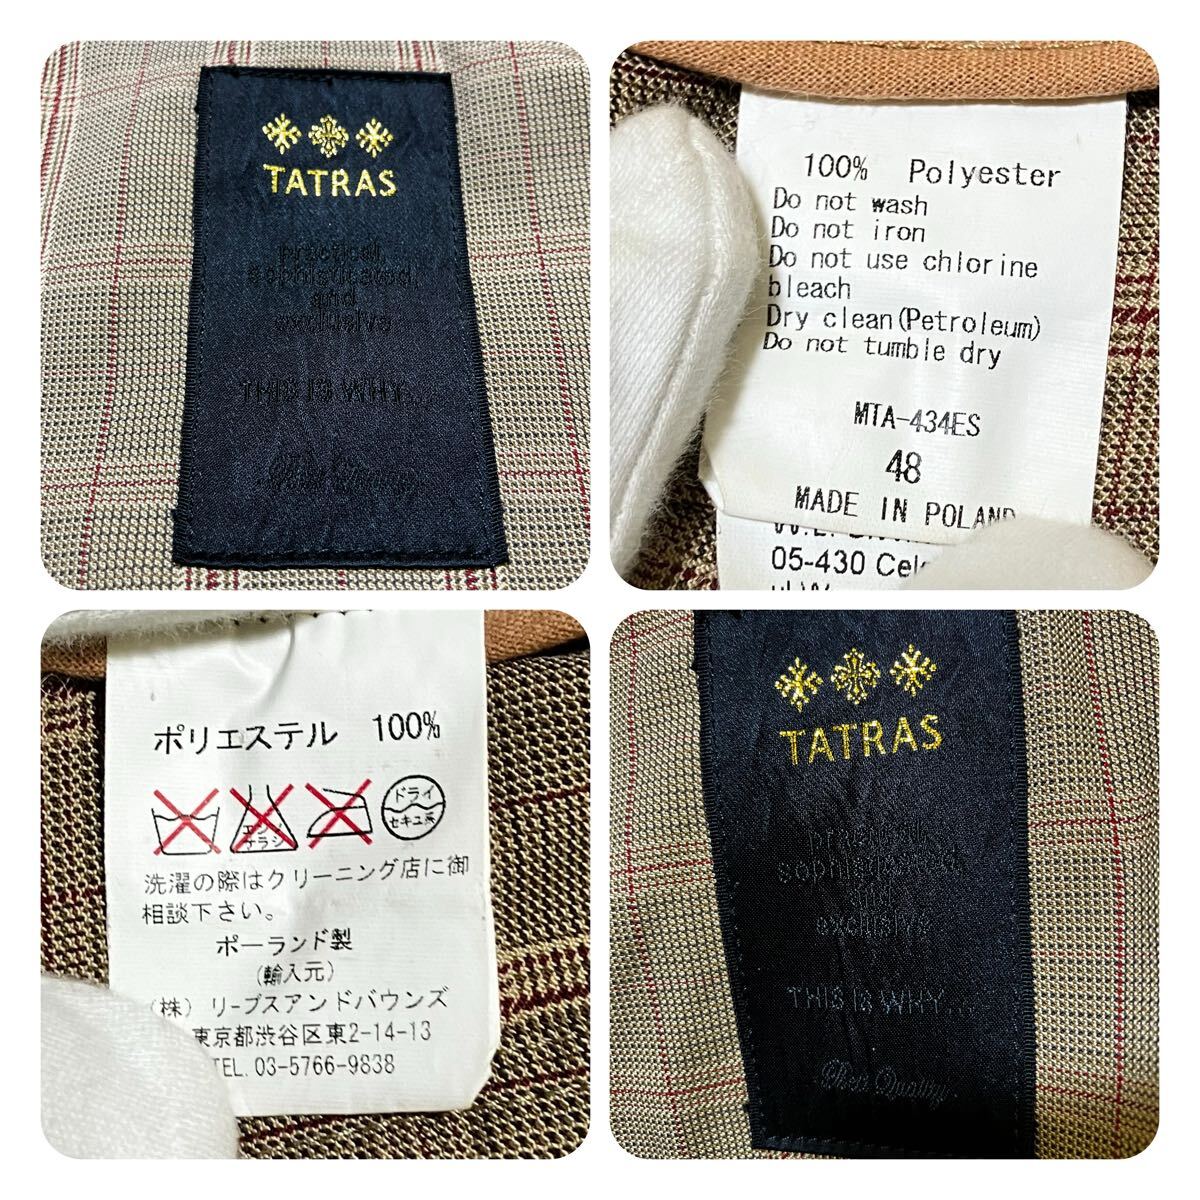 TATRAS
practical,
sophisticated,
and
exclusive
THIS IS WHY...
100% Polyester
Do not wash
Do not iron
Do not use chlorine
bleach
Dry clean(Petroleum)
Do not tumble dry
MTA-434ES
48
MADE IN POLAND
05-430
ポリエステル 100%
エンソ
サラシ
ドライ
セキユ系
洗濯の際はクリーニング店に御
相談下さい。
ポーランド製
(輸入元)
(株) リーブスアンドバウンズ
東京都渋谷区東2-14-13
TEL. 03-5766-9838
TATRAS
practical,
sophisticated,
and
exclusive
THIS IS WHY...
Quality